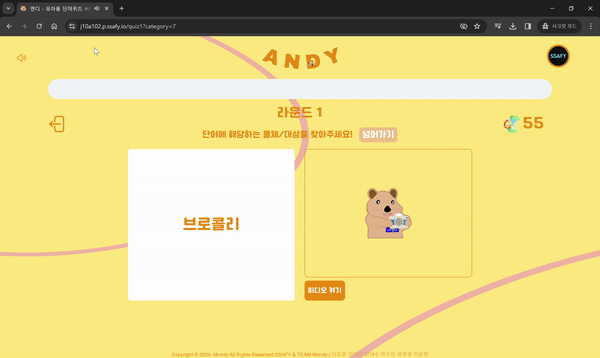 앤디 - 유아용 단어퀴즈 서
시크릿 모드
j10a102.p.ssafy.io/quiz1?category=7
ANDY
SSAFY
라운드 1
단어에 해당하는 물체/대상을 찾아주세요!
넘어가기
55
브로콜리
비디오 켜기
Copyright © 2024. Mondy All Rights Reserved SSAFY & TEAM Mondy |